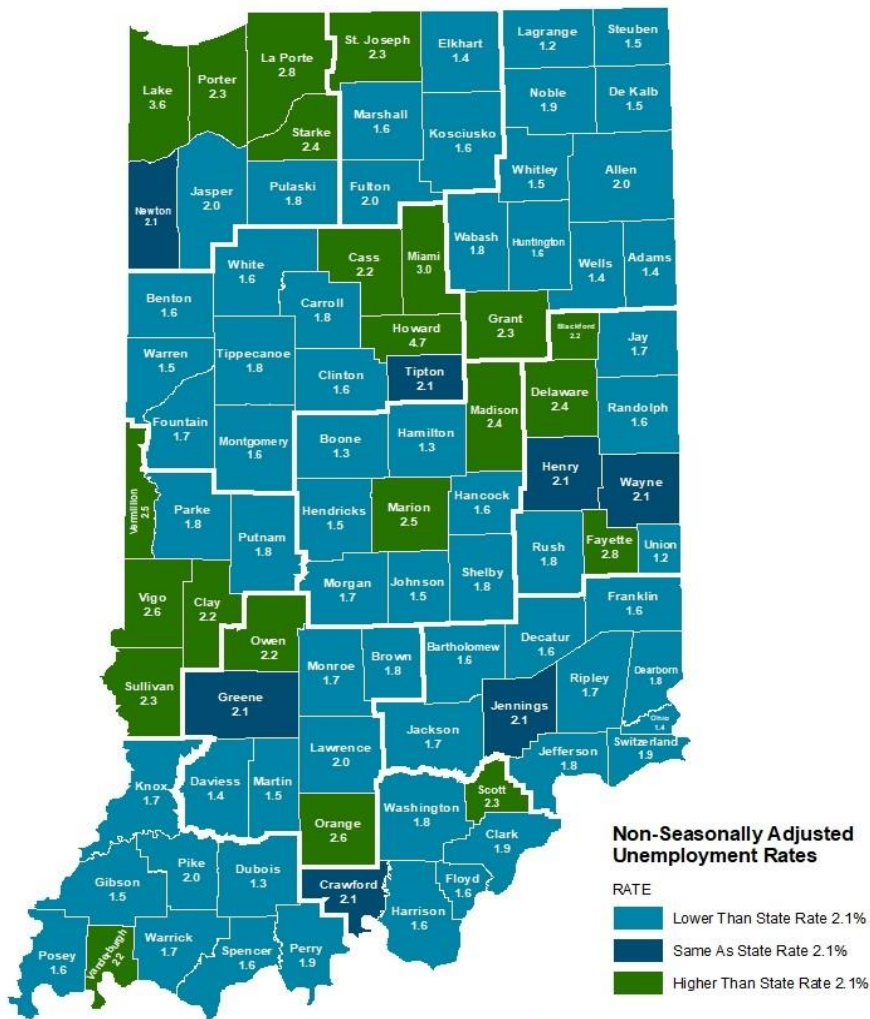 St. Joseph
2.3
Elkhart
1.4
Lagrange
1.2
Steuben
1.5
La Porte
2.8
Porter
2.3
Lake
3.6
Noble
1.9
De Kalb
1.5
Marshall
1.6
Kosciusko
1.6
Starke
2.4
Whitley
1.5
Allen
2.0
Newton
2.1
Jasper
2.0
Pulaski
1.8
Fulton
2.0
Wabash
1.8
Huntington
1.6
Wells
1.4
Adams
1.4
White
1.6
Cass
2.2
Miami
3.0
Benton
1.6
Carroll
1.8
Grant
2.3
Blackford
2.2
Howard
4.7
Jay
1.7
Warren
1.5
Tippecanoe
1.8
Clinton
1.6
Tipton
2.1
Madison
2.4
Delaware
2.4
Randolph
1.6
Fountain
1.7
Montgomery
1.6
Boone
1.3
Hamilton
1.3
Henry
2.1
Wayne
2.1
Vermillion
2.5
Parke
1.8
Putnam
1.8
Hendricks
1.5
Marion
2.5
Hancock
1.6
Rush
1.8
Fayette
2.8
Union
1.2
Vigo
2.6
Clay
2.2
Morgan
1.7
Johnson
1.5
Shelby
1.8
Franklin
1.6
Owen
2.2
Monroe
1.7
Brown
1.8
Bartholomew
1.6
Decatur
1.6
Sullivan
2.3
Greene
2.1
Ripley
1.7
Dearborn
1.8
Jennings
2.1
Ohio
1.4
Jackson
1.7
Lawrence
2.0
Jefferson
1.8
Switzerland
1.9
Knox
1.7
Daviess
1.4
Martin
1.5
Scott
2.3
Washington
1.8
Orange
2.6
Clark
1.9
Pike
2.0
Dubois
1.3
Gibson
1.5
Crawford
2.1
Floyd
1.6
Harrison
1.6
Posey
1.6
Vanderburgh
2.2
Warrick
1.7
Spencer
1.6
Perry
1.9
Non-Seasonally Adjusted
Unemployment Rates
RATE
Lower Than State Rate 2.1%
Same As State Rate 2.1%
Higher Than State Rate 2.1%